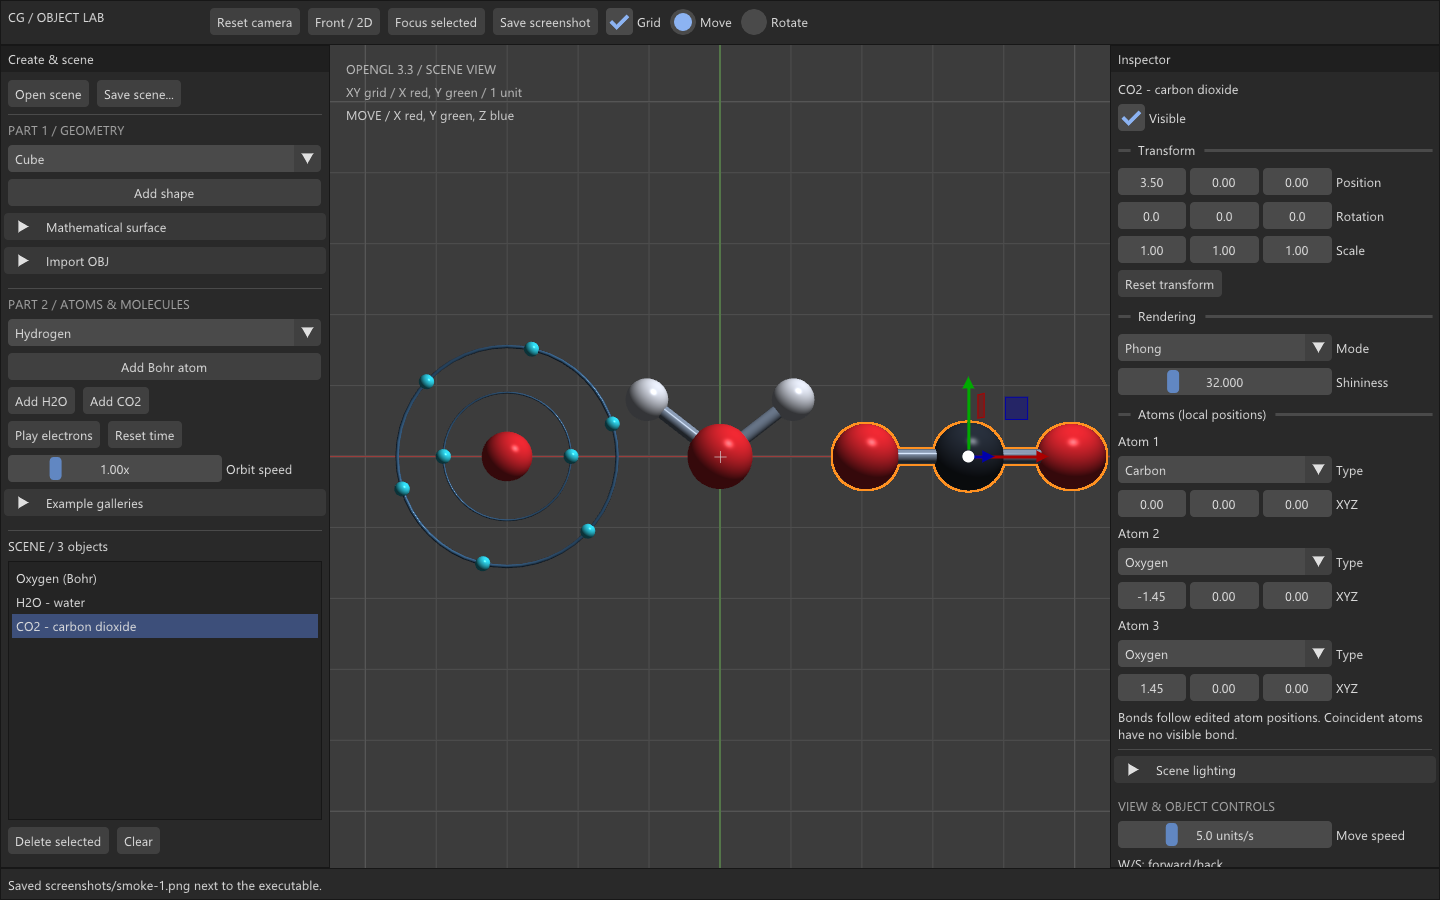 CG / OBJECT LAB
Reset camera
Front / 2D
Focus selected
Save screenshot
Grid
Move
Rotate
Create & scene
Open scene
Save scene...
PART 1 / GEOMETRY
Cube
Add shape
Mathematical surface
Import OBJ
PART 2 / ATOMS & MOLECULES
Hydrogen
Add Bohr atom
Add H2O
Add CO2
Play electrons
Reset time
1.00x
Orbit speed
Example galleries
SCENE / 3 objects
Oxygen (Bohr)
H2O - water
CO2 - carbon dioxide
Delete selected
Clear
OPENGL 3.3 / SCENE VIEW
XY grid / X red, Y green / 1 unit
MOVE / X red, Y green, Z blue
Inspector
CO2 - carbon dioxide
Visible
Transform
3.50 0.00 0.00 Position
0.0 0.0 0.0 Rotation
1.00 1.00 1.00 Scale
Reset transform
Rendering
Phong Mode
32.000 Shininess
Atoms (local positions)
Atom 1
Carbon Type
0.00 0.00 0.00 XYZ
Atom 2
Oxygen Type
-1.45 0.00 0.00 XYZ
Atom 3
Oxygen Type
1.45 0.00 0.00 XYZ
Bonds follow edited atom positions. Coincident atoms
have no visible bond.
Scene lighting
VIEW & OBJECT CONTROLS
5.0 units/s Move speed
W/S: forward/back
Saved screenshots/smoke-1.png next to the executable.